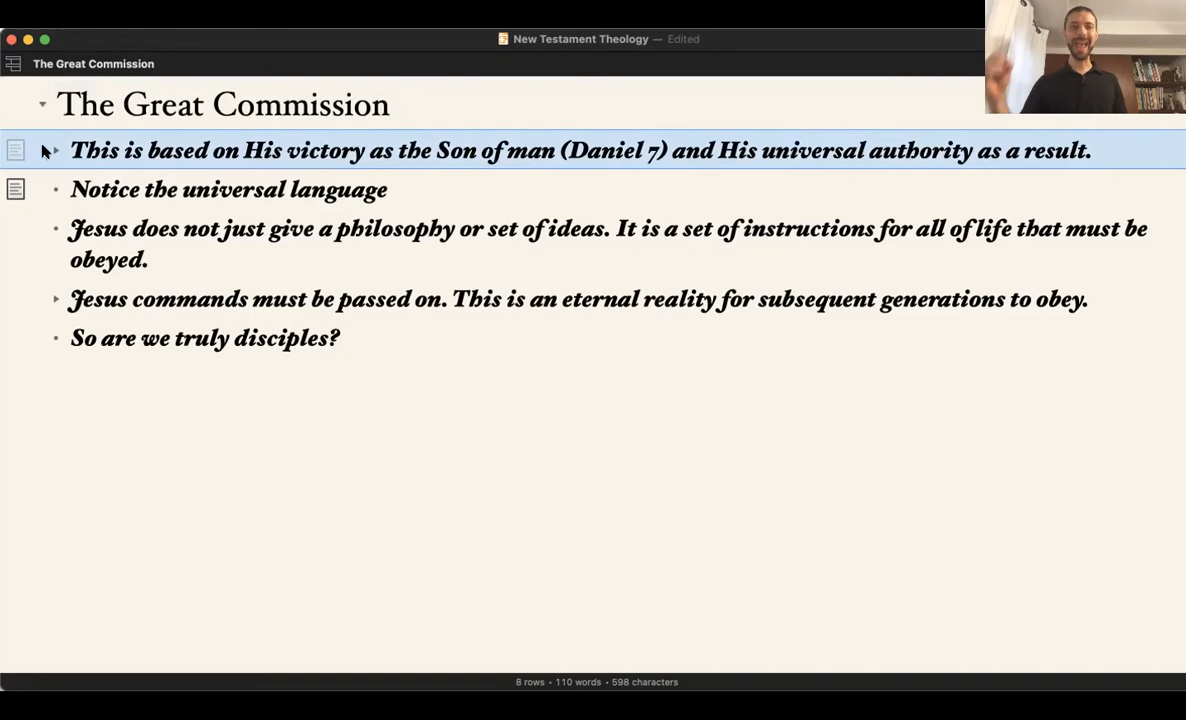 New Testament Theology — Edited
The Great Commission
The Great Commission
This is based on His victory as the Son of man (Daniel 7) and His universal authority as a result.
Notice the universal language
Jesus does not just give a philosophy or set of ideas. It is a set of instructions for all of life that must be
obeyed.
Jesus commands must be passed on. This is an eternal reality for subsequent generations to obey.
So are we truly disciples?
8 rows • 110 words • 598 characters